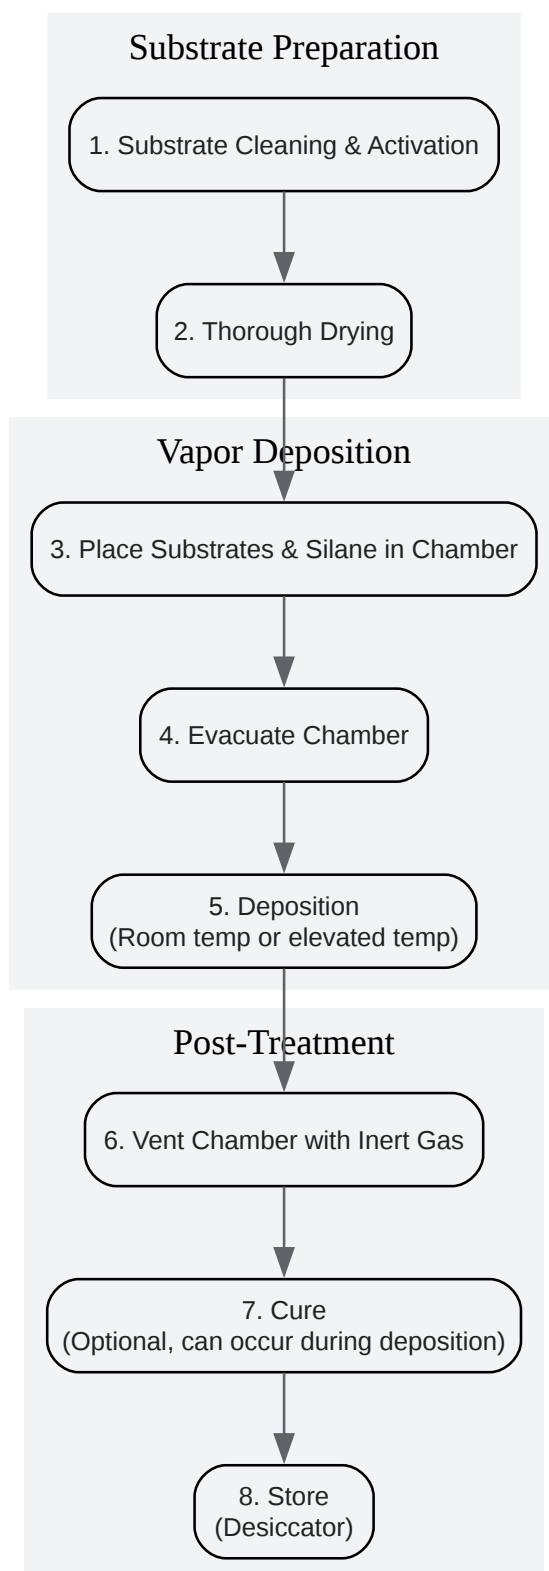 Substrate Preparation
1. Substrate Cleaning & Activation
2. Thorough Drying
Vapor Deposition
3. Place Substrates & Silane in Chamber
4. Evacuate Chamber
5. Deposition
(Room temp or elevated temp)
Post-Treatment
6. Vent Chamber with Inert Gas
7. Cure
(Optional, can occur during deposition)
8. Store
(Desiccator)